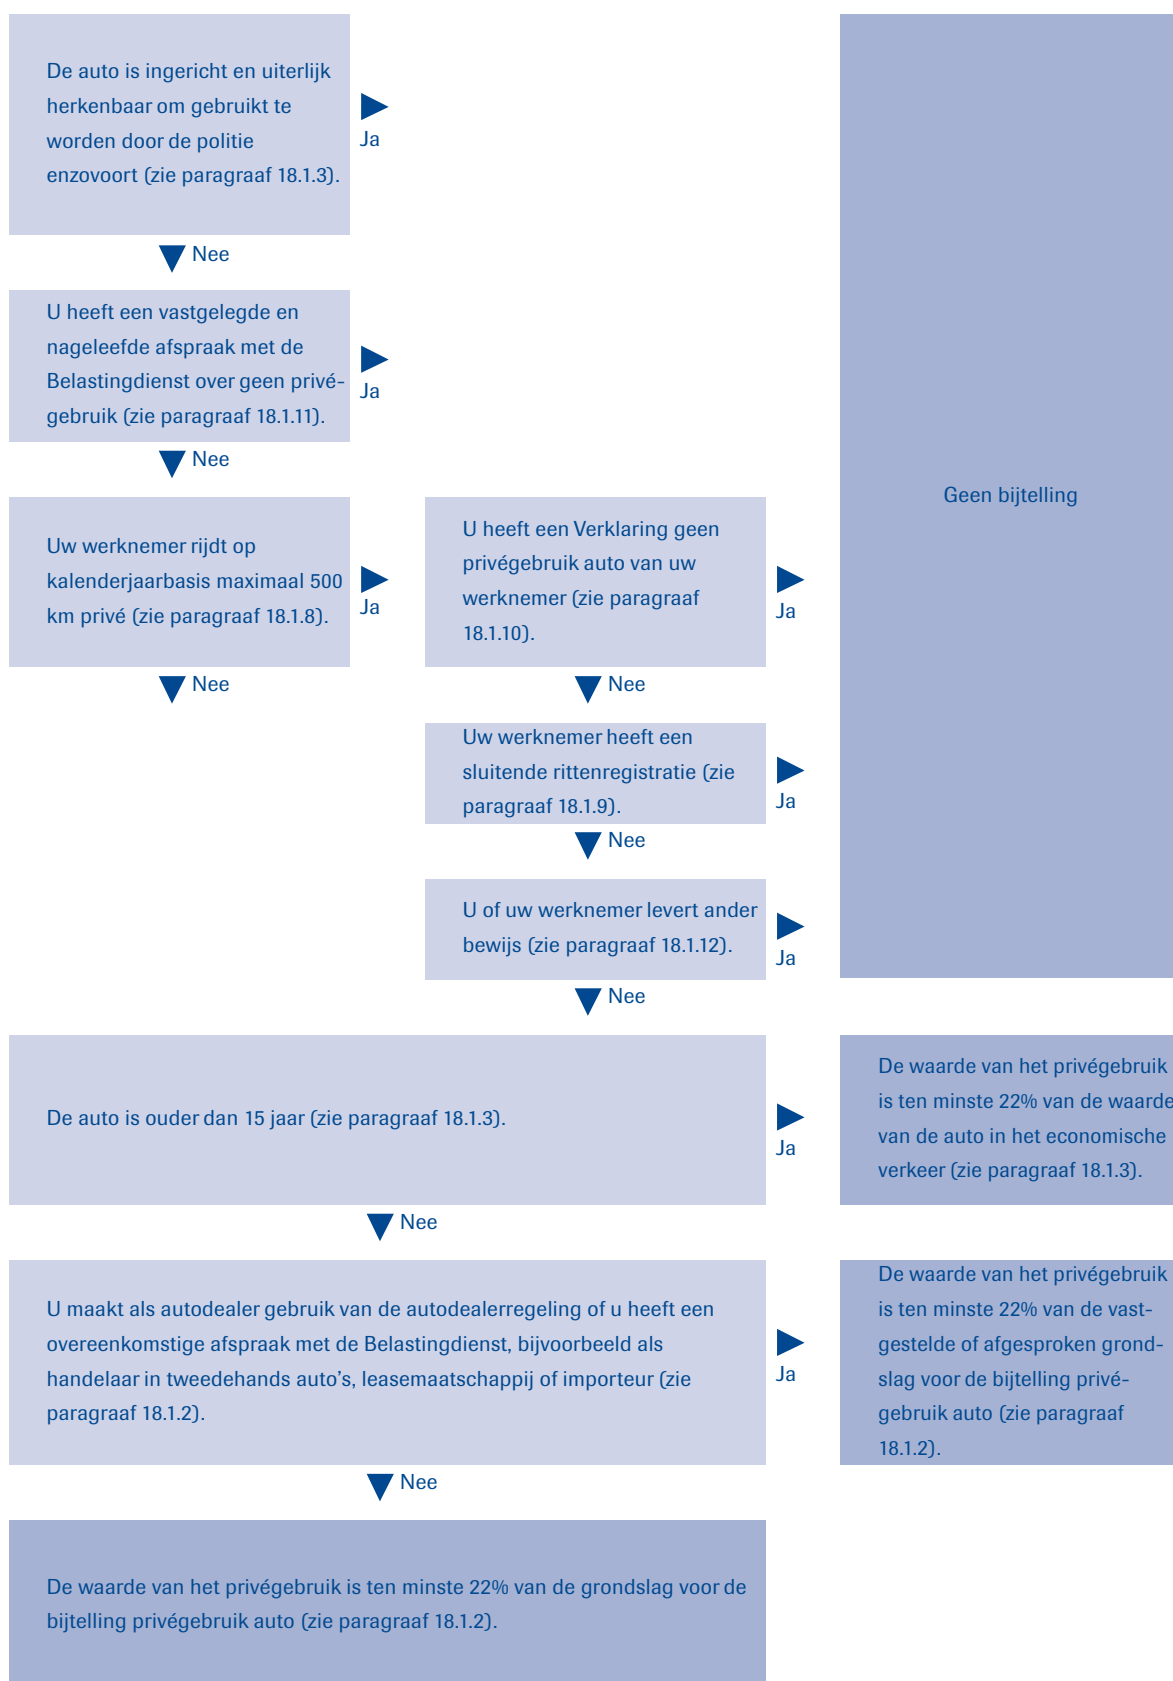 De auto is ingericht en uiterlijk
herkenbaar om gebruikt te
worden door de politie
enzovoort (zie paragraaf 18.1.3).
Ja
Nee
U heeft een vastgelegde en
nageleefde afspraak met de
Belastingdienst over geen privé-
gebruik (zie paragraaf 18.1.11).
Ja
Nee
Uw werknemer rijdt op
kalenderjaarbasis maximaal 500
km privé (zie paragraaf 18.1.8).
Ja
Nee
U heeft een Verklaring geen
privégebruik auto van uw
werknemer (zie paragraaf
18.1.10).
Ja
Nee
Uw werknemer heeft een
sluitende rittenregistratie (zie
paragraaf 18.1.9).
Ja
Nee
U of uw werknemer levert ander
bewijs (zie paragraaf 18.1.12).
Ja
Nee
Geen bijtelling
De auto is ouder dan 15 jaar (zie paragraaf 18.1.3).
Ja
De waarde van het privégebruik
is ten minste 22% van de waarde
van de auto in het economische
verkeer (zie paragraaf 18.1.3).
Nee
U maakt als autodealer gebruik van de autodealerregeling of u heeft een
overeenkomstige afspraak met de Belastingdienst, bijvoorbeeld als
handelaar in tweedehands auto's, leasemaatschappij of importeur (zie
paragraaf 18.1.2).
Ja
De waarde van het privégebruik
is ten minste 22% van de vast-
gestelde of afgesproken grond-
slag voor de bijtelling privé-
gebruik auto (zie paragraaf
18.1.2).
Nee
De waarde van het privégebruik is ten minste 22% van de grondslag voor de
bijtelling privégebruik auto (zie paragraaf 18.1.2).